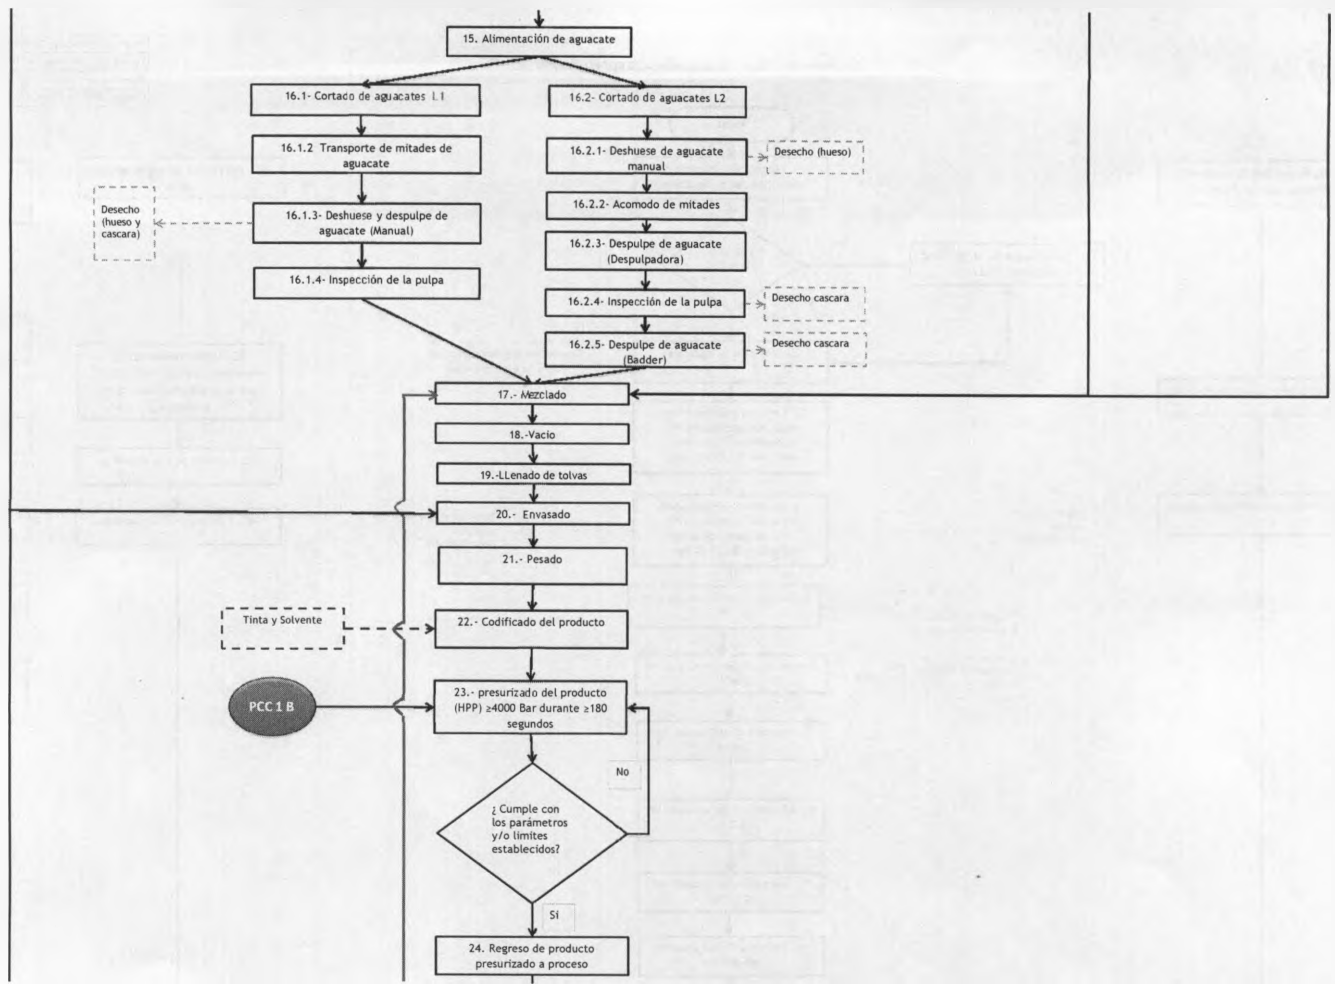 15. Alimentación de aguacate
16.1- Cortado de aguacates L1
16.2- Cortado de aguacates L2
16.1.2 Transporte de mitades de
aguacate
16.2.1- Deshuese de aguacate
manual
Desecho (hueso)
Desecho
(hueso y
cascara)
16.1.3- Deshuese y despulpe de
aguacate (Manual)
16.2.2- Acomodo de mitades
16.2.3- Despulpe de aguacate
(Despulpadora)
16.1.4- Inspección de la pulpa
16.2.4- Inspección de la pulpa
Desecho cascara
16.2.5- Despulpe de aguacate
(Badder)
Desecho cascara
17.- Mezclado
18.-Vacio
19.-LLenado de tolvas
20.- Envasado
21.- Pesado
Tinta y Solvente
22.- Codificado del producto
PCC 1 B
23.- presurizado del producto
(HPP) ≥4000 Bar durante ≥180
segundos
No
¿ Cumple con
los parámetros
y/o limites
establecidos?
Si
24. Regreso de producto
presurizado a proceso